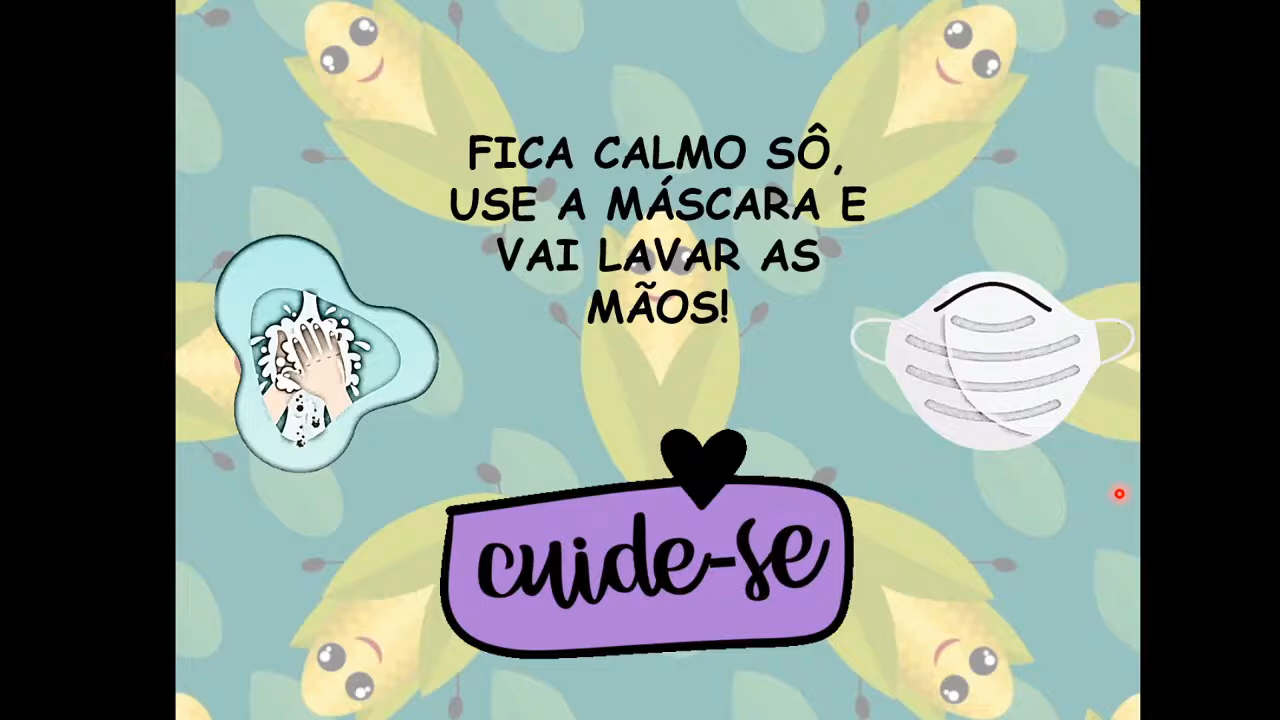 FICA CALMO SÔ,
USE A MÁSCARA E
VAI LAVAR AS
MÃOS!
cuide-se